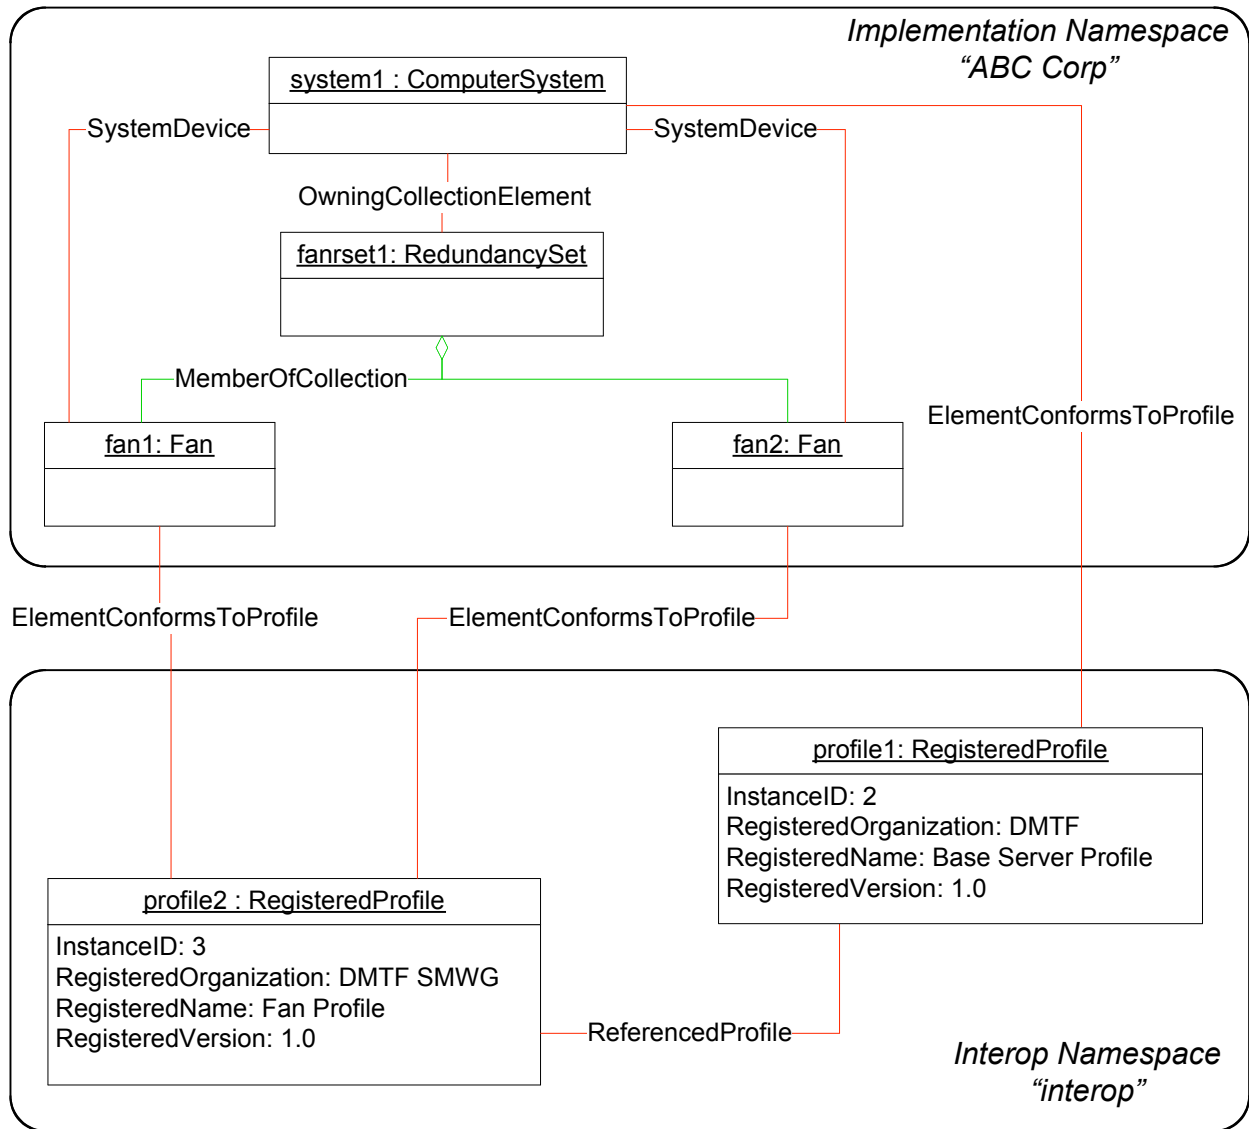 Implementation Namespace
“ABC Corp”
system1 : ComputerSystem
SystemDevice
SystemDevice
OwningCollectionElement
fanrset1: RedundancySet
MemberOfCollection
ElementConformsToProfile
fan1: Fan
fan2: Fan
ElementConformsToProfile
ElementConformsToProfile
profile1: RegisteredProfile
InstanceID: 2
RegisteredOrganization: DMTF
RegisteredName: Base Server Profile
RegisteredVersion: 1.0
profile2 : RegisteredProfile
InstanceID: 3
RegisteredOrganization: DMTF SMWG
RegisteredName: Fan Profile
RegisteredVersion: 1.0
ReferencedProfile
Interop Namespace
“interop”